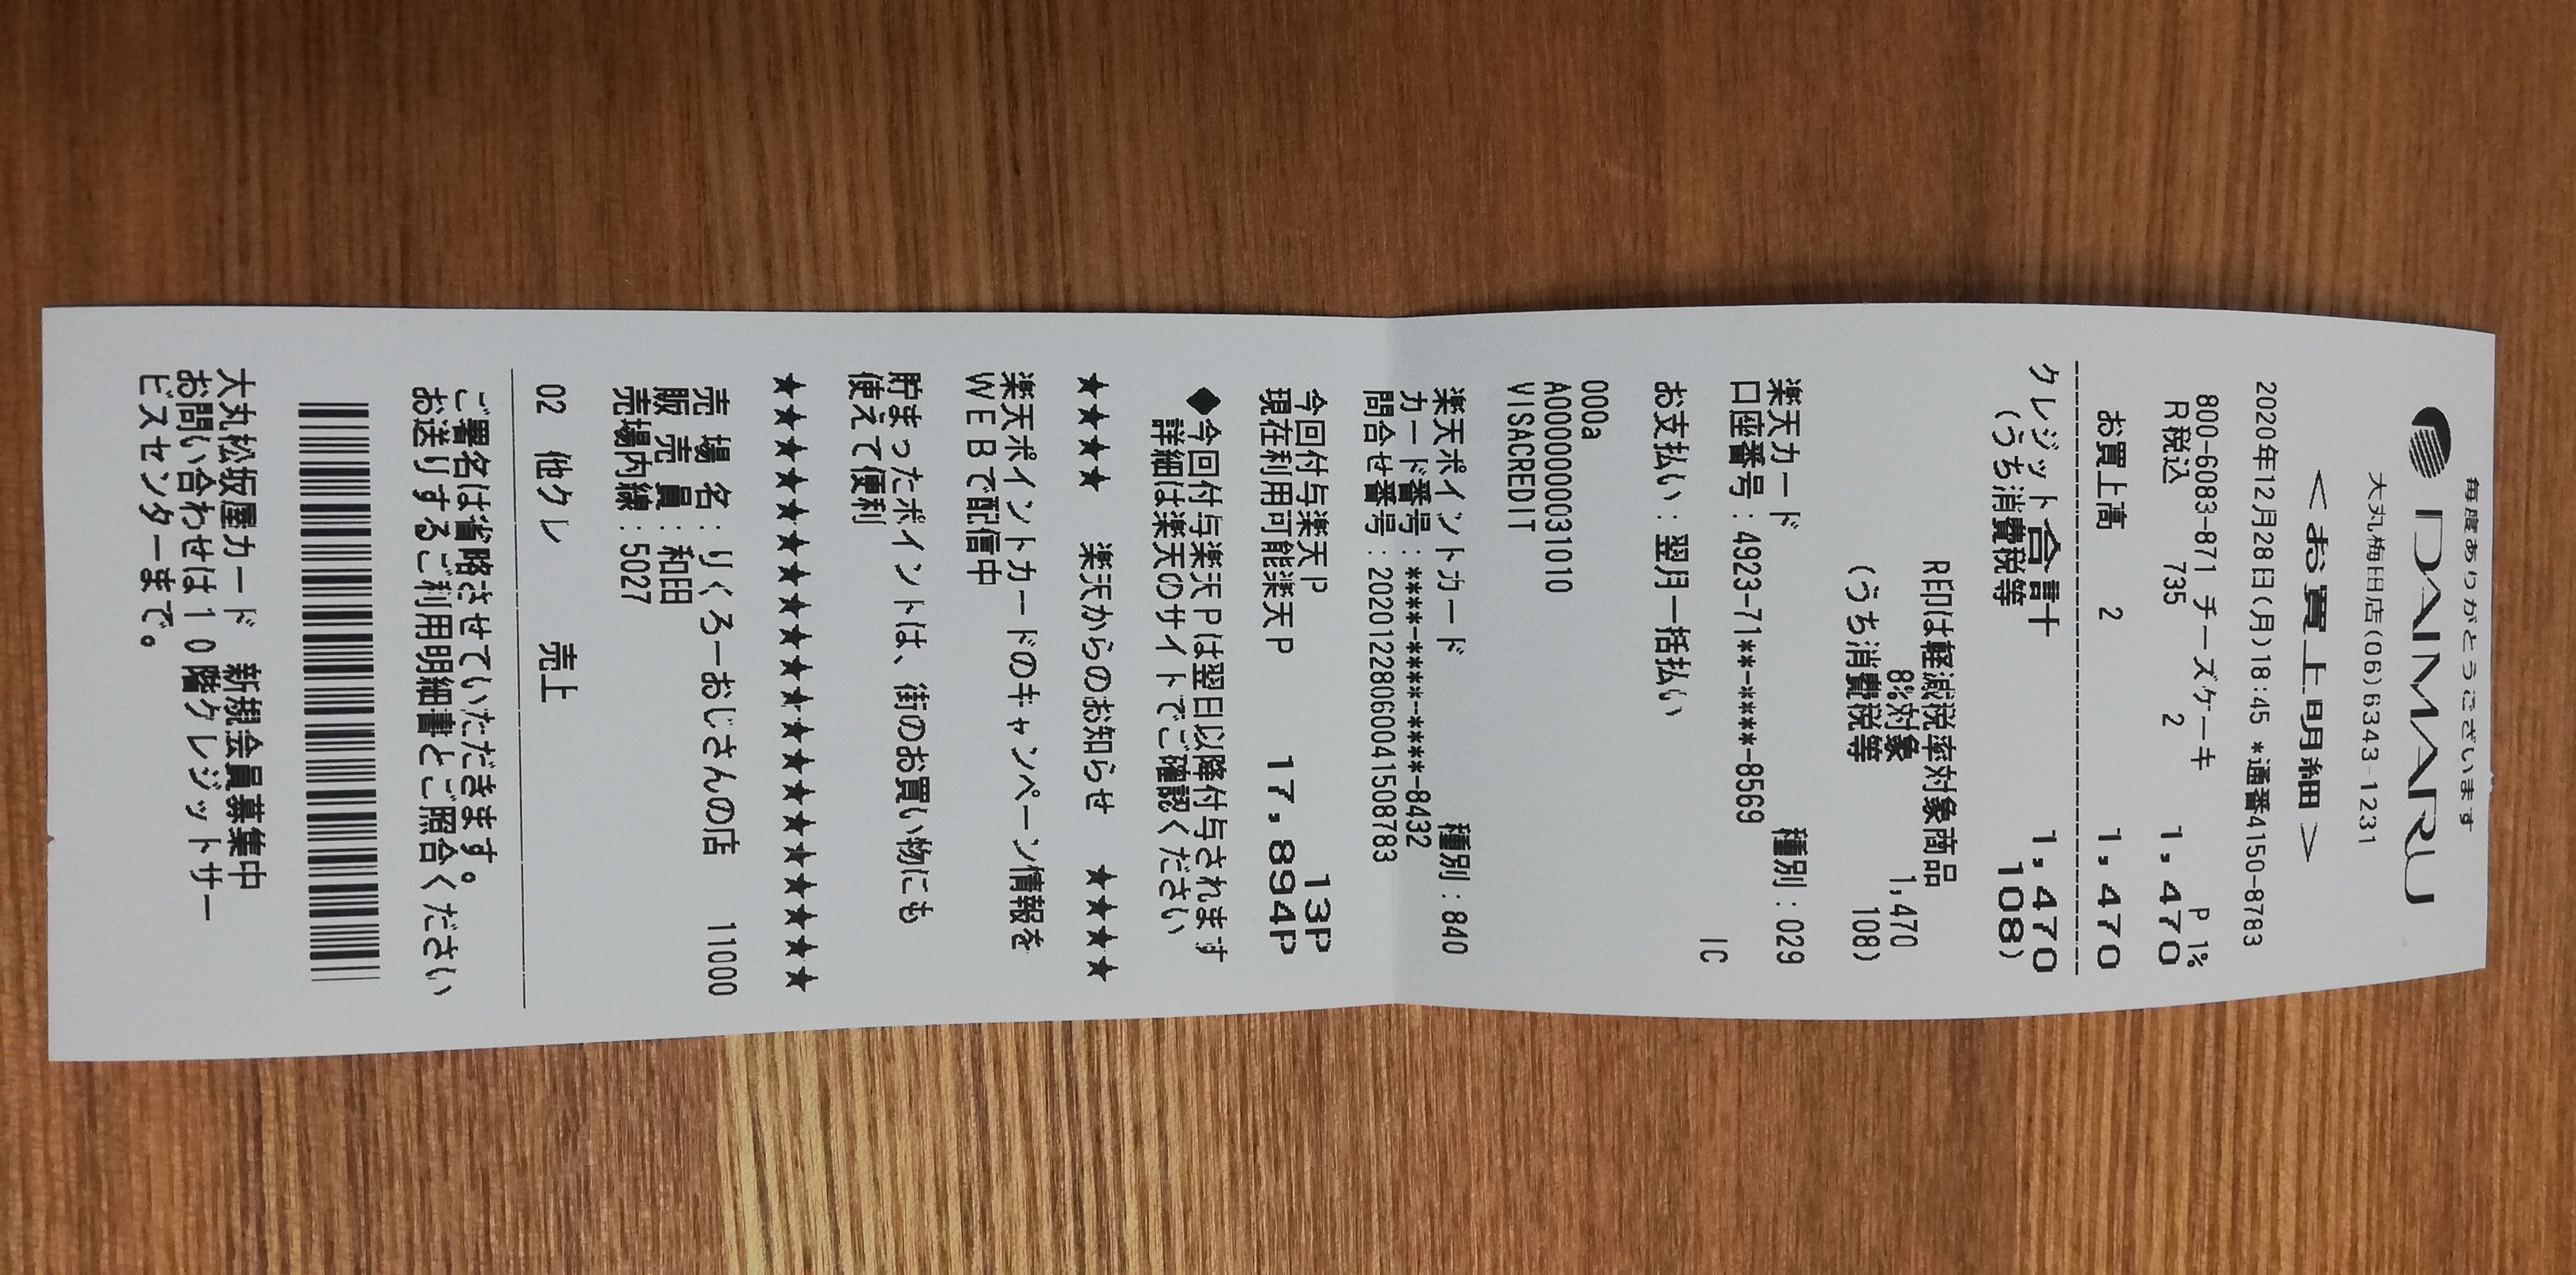 毎度ありがとうございます
DAIMARU
大丸梅田店(06)6343-1231
＜お買上明細＞
2020年12月28日(月)18:45 *通番4150-8783
800-6083-871 チーズケーキ P 1%
R税込 735 2 1,470
お買上高 2 1,470
クレジット合計 1,470
(うち消費税等 108)
R印は軽減税率対象商品
8%対象 1,470
(うち消費税等 108)
楽天カード 種別:029
口座番号:4923-71**-****-8569
IC
お支払い:翌月一括払い
000a
A0000000031010
VISACREDIT
楽天ポイントカード 種別:840
カード番号:****-****-****-8432
問合せ番号:20201228060041508783
今回付与楽天P 13P
現在利用可能楽天P 17,894P
◆今回付与楽天Pは翌日以降付与されます
詳細は楽天のサイトでご確認ください
★★★★ 楽天からのお知らせ ★★★★
楽天ポイントカードのキャンペーン情報を
WEBで配信中
貯まったポイントは、街のお買い物にも
使えて便利
★★★★★★★★★★★★★★★★
売場名:りくろーおじさんの店 11000
販売員:和田
売場内線:5027
02 他クレ 売上
ご署名は省略させていただきます。
お送りするご利用明細書とご照合ください
大丸松坂屋カード 新規会員募集中
お問い合わせは10階クレジットサー
ビスセンターまで。